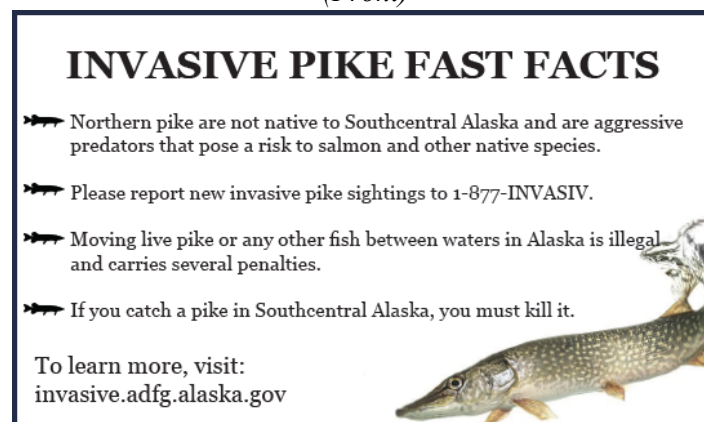 (Front)
INVASIVE PIKE FAST FACTS
Northern pike are not native to Southcentral Alaska and are aggressive
predators that pose a risk to salmon and other native species.
Please report new invasive pike sightings to 1-877-INVASIV.
Moving live pike or any other fish between waters in Alaska is illegal
and carries several penalties.
If you catch a pike in Southcentral Alaska, you must kill it.
To learn more, visit:
invasive.adfg.alaska.gov